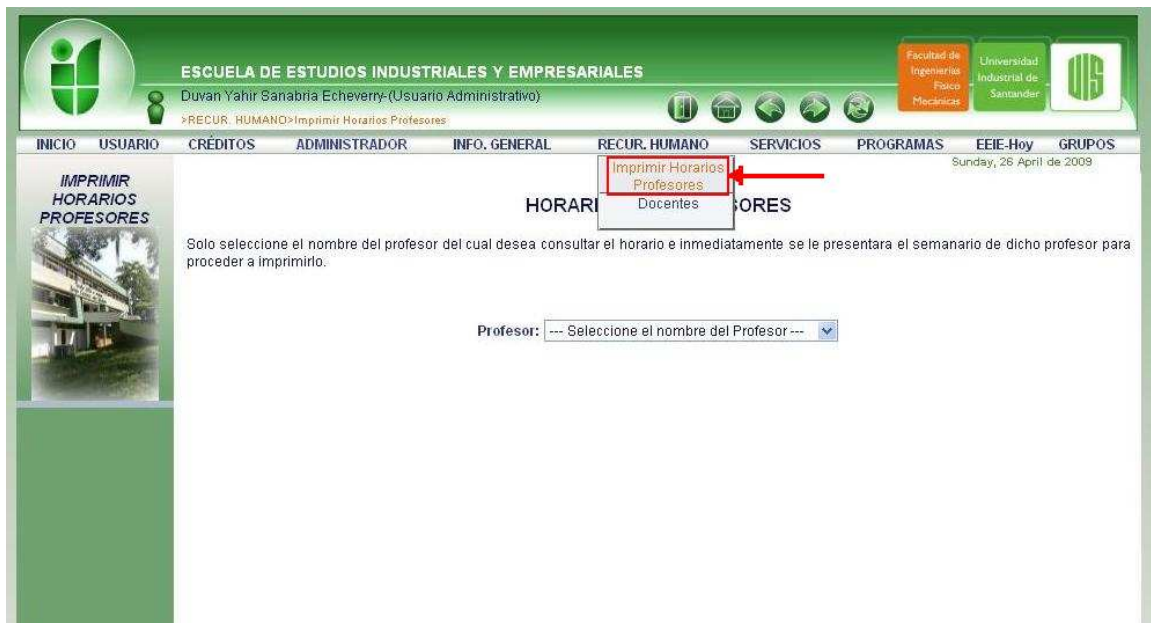 ESCUELA DE ESTUDIOS INDUSTRIALES Y EMPRESARIALES
Duvan Yahir Sanabria Echeverry-(Usuario Administrativo)
>RECUR. HUMANO>Imprimir Horarios Profesores
Facultad de
Ingenierías
Físico
Mecánicas
Universidad
Industrial de
Santander
UIS
INICIO USUARIO CRÉDITOS ADMINISTRADOR INFO. GENERAL RECUR. HUMANO SERVICIOS PROGRAMAS EEIE-Hoy GRUPOS
Sunday, 26 April de 2009
Imprimir Horarios
Profesores
Docentes
IMPRIMIR
HORARIOS
PROFESORES
HORARI SORES
Solo seleccione el nombre del profesor del cual desea consultar el horario e inmediatamente se le presentara el semanario de dicho profesor para
proceder a imprimirlo.
Profesor: --- Seleccione el nombre del Profesor ---